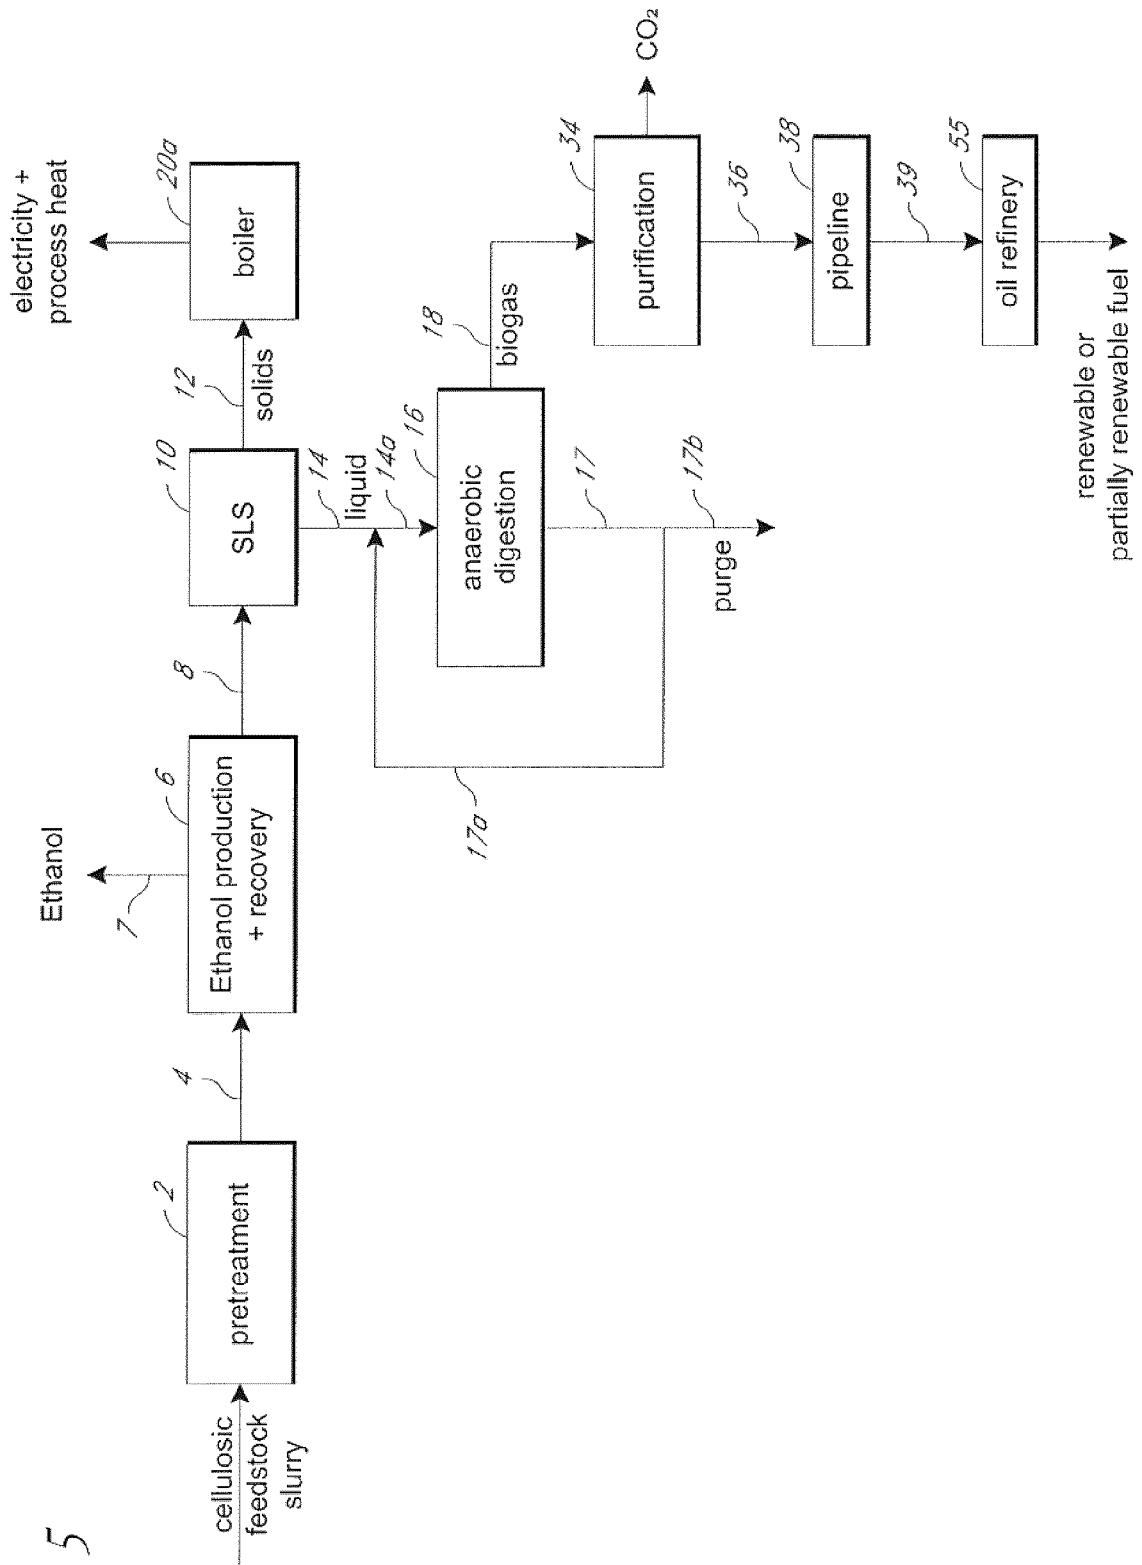 5
cellulosic
feedstock
slurry
pretreatment
2
4
Ethanol
7
Ethanol production
+ recovery
6
8
SLS
10
12
solids
electricity +
process heat
boiler
20a
14
liquid
14a
anaerobic
digestion
16
17
17a
17b
purge
18
biogas
purification
34
CO₂
36
pipeline
38
39
oil refinery
55
renewable or
partially renewable fuel